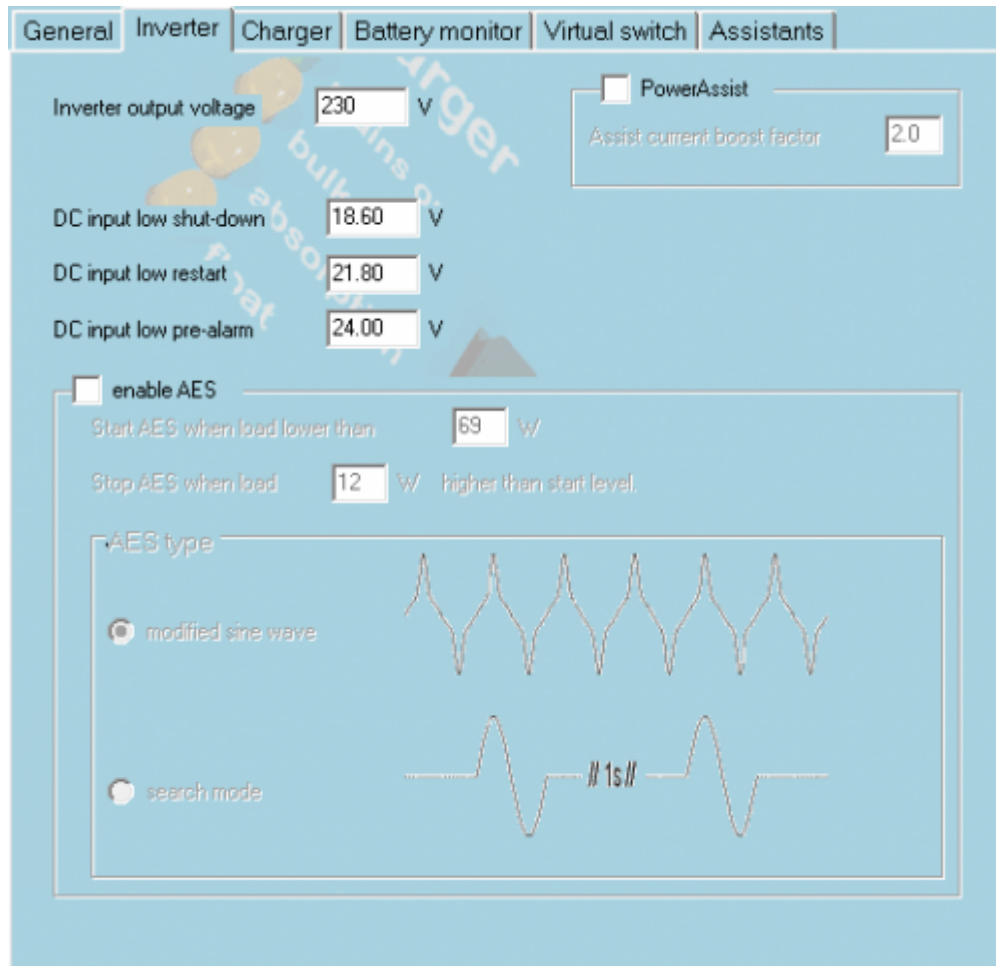 General Inverter Charger Battery monitor Virtual switch Assistants
Inverter output voltage 230 V
PowerAssist
Assist current boost factor 2.0
DC input low shut-down 18.60 V
DC input low restart 21.80 V
DC input low pre-alarm 24.00 V
bulk
absorption
float
enable AES
Start AES when load lower than 69 W
Stop AES when load 12 W higher than start level.
AES type
modified sine wave
search mode
// 1s //